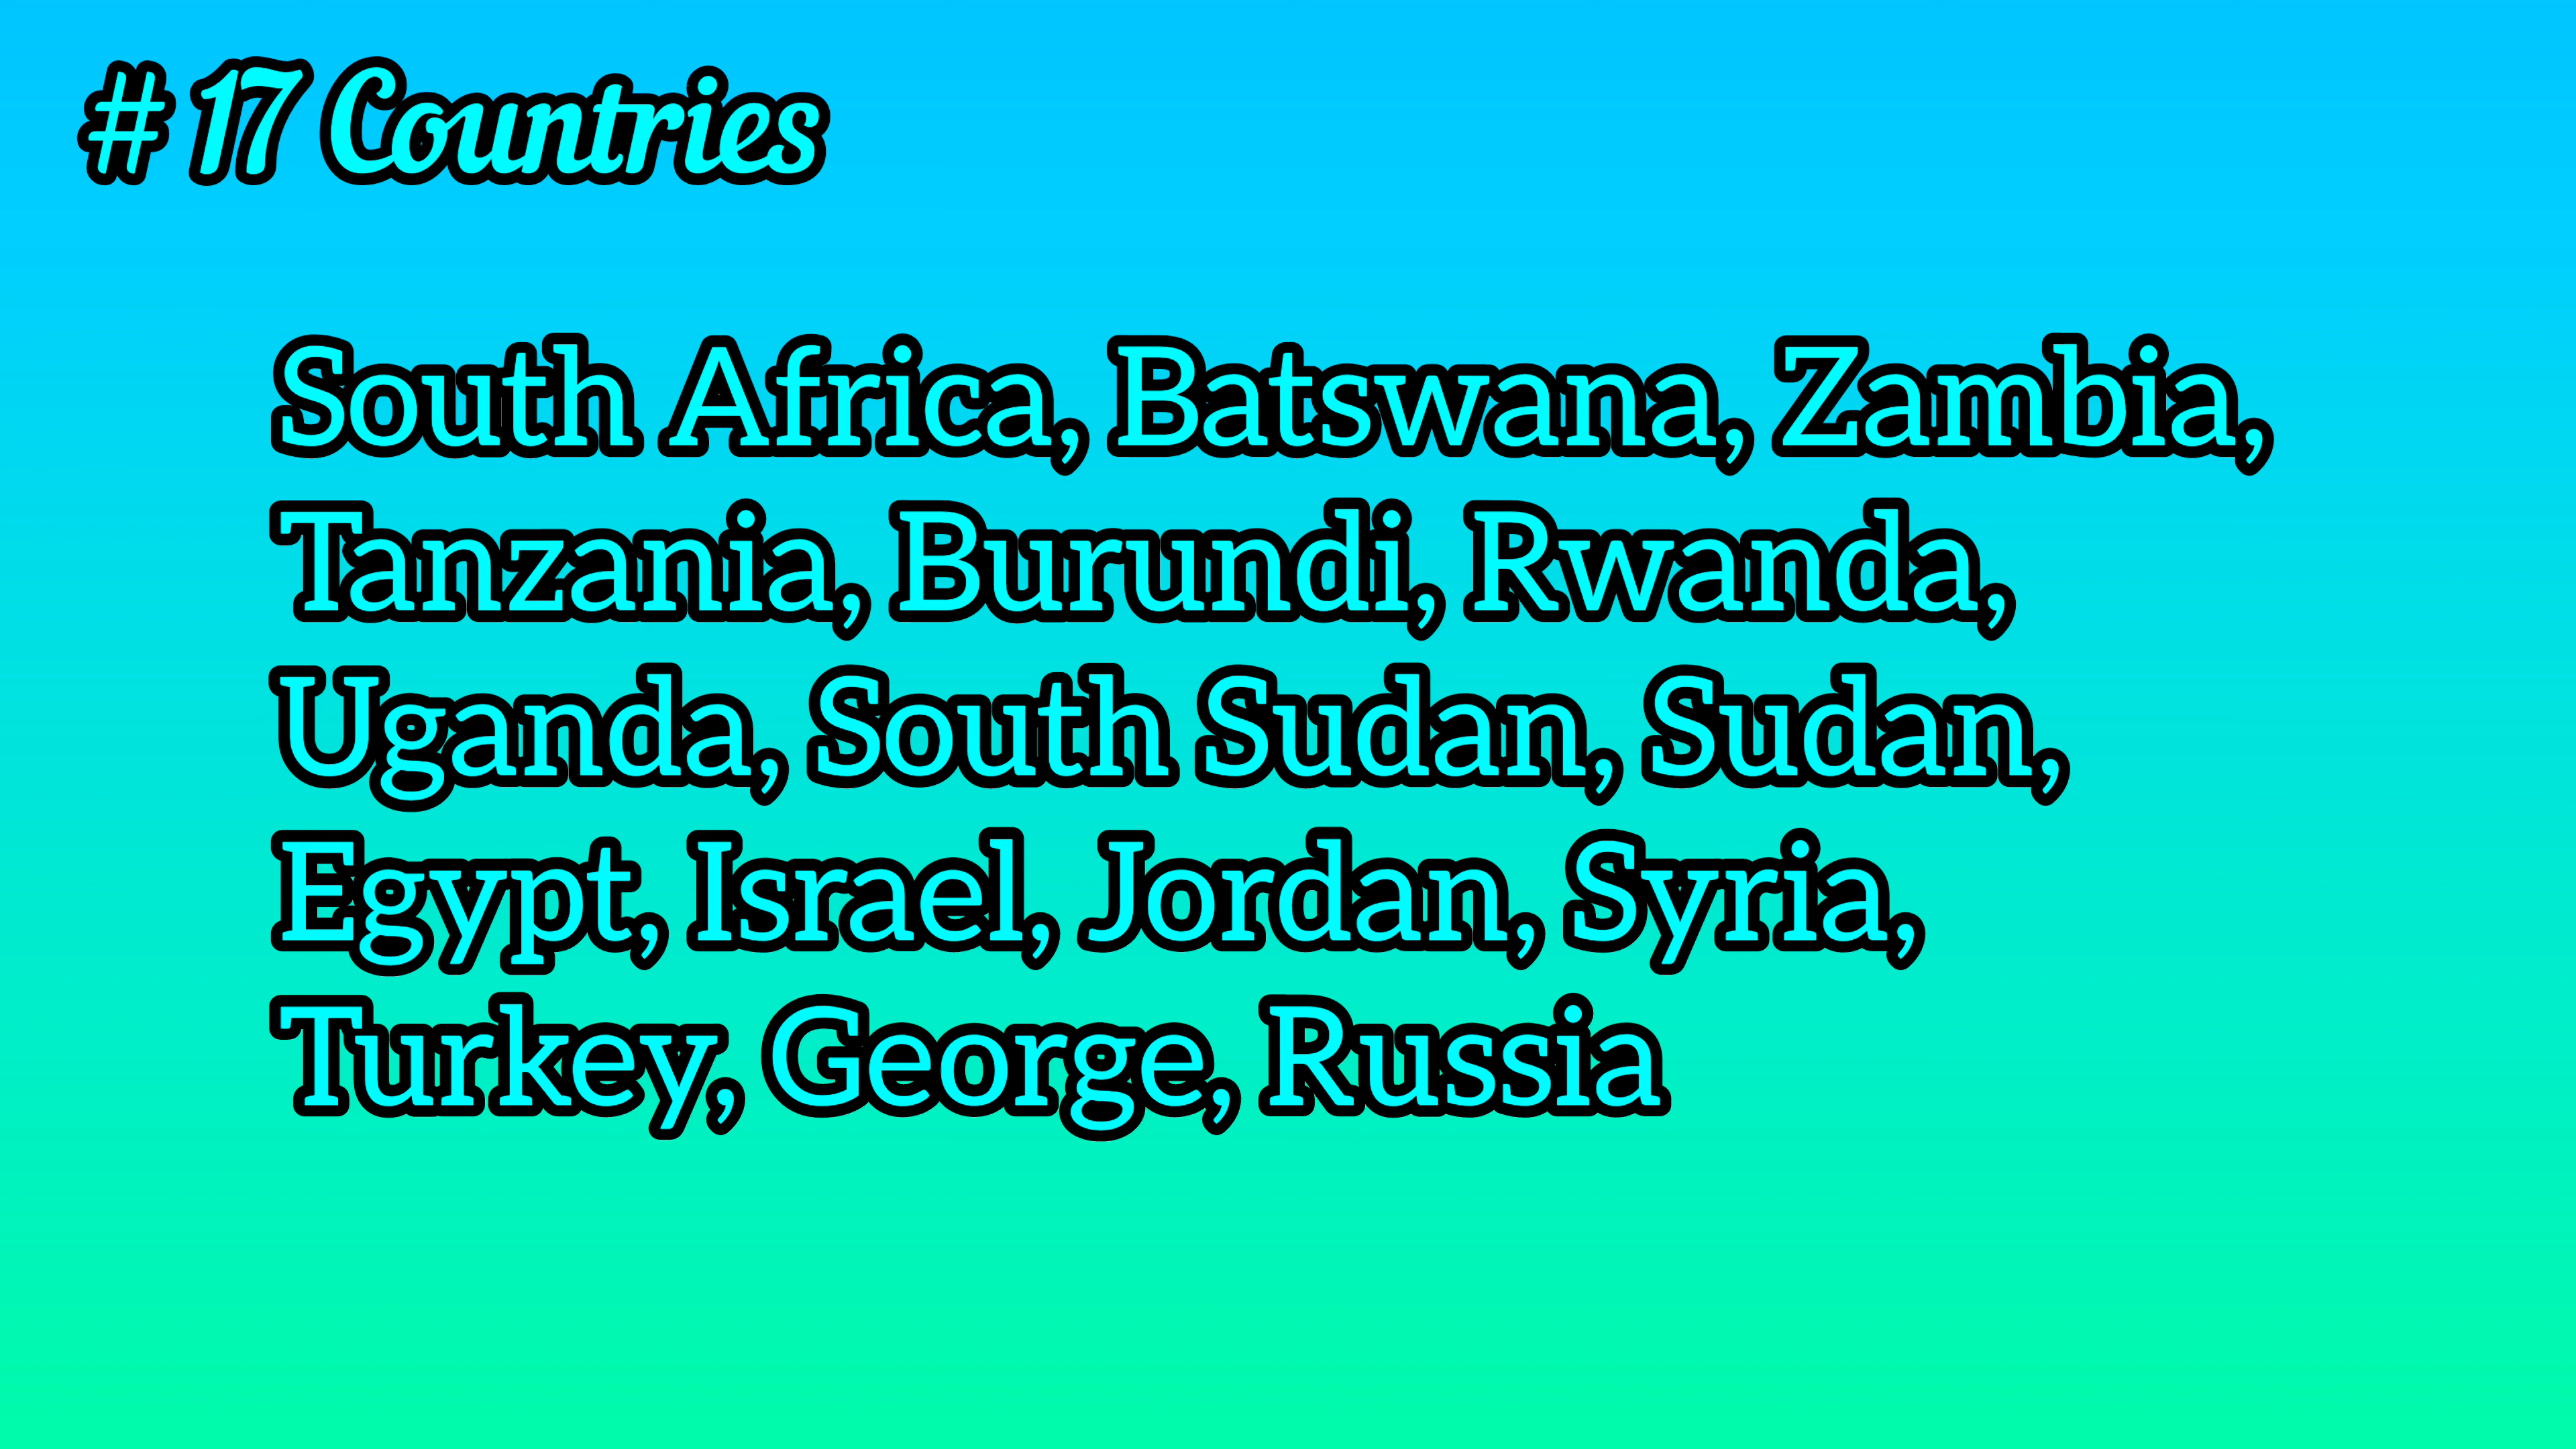 # 17 Countries
South Africa, Batswana, Zambia,
Tanzania, Burundi, Rwanda,
Uganda, South Sudan, Sudan,
Egypt, Israel, Jordan, Syria,
Turkey, George, Russia